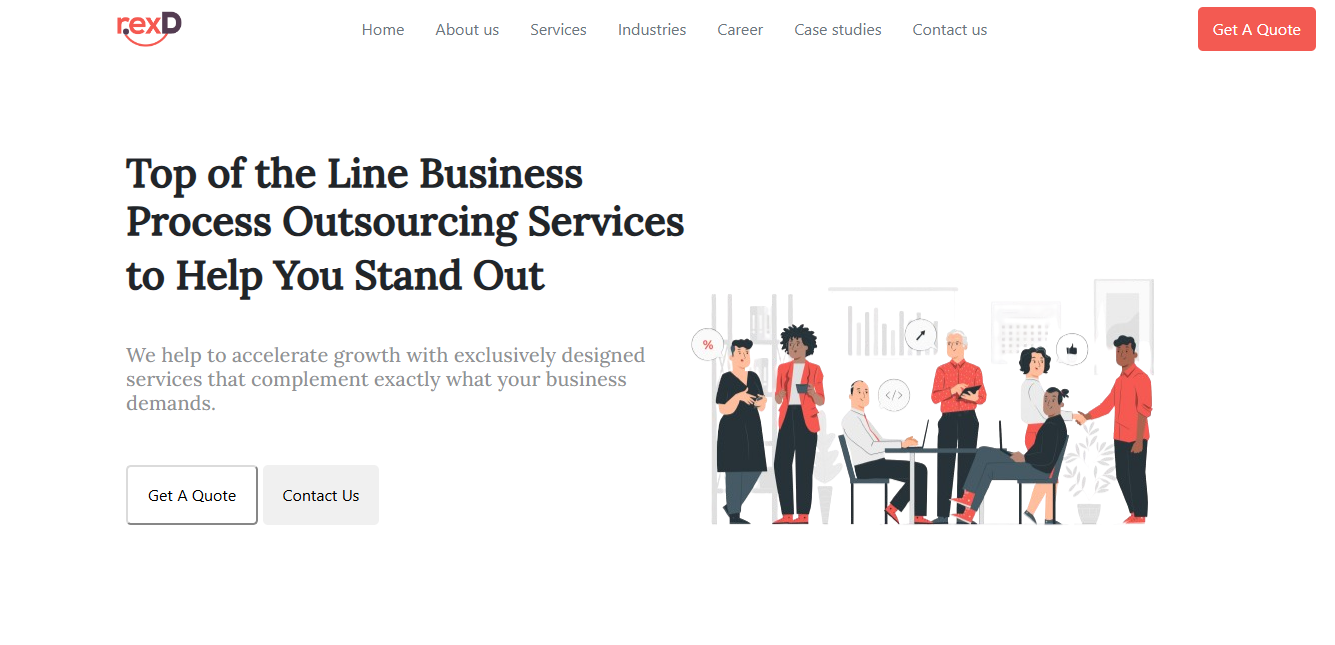 rexD
Home About us Services Industries Career Case studies Contact us
Get A Quote
Top of the Line Business
Process Outsourcing Services
to Help You Stand Out
We help to accelerate growth with exclusively designed
services that complement exactly what your business
demands.
Get A Quote Contact Us
%
</>